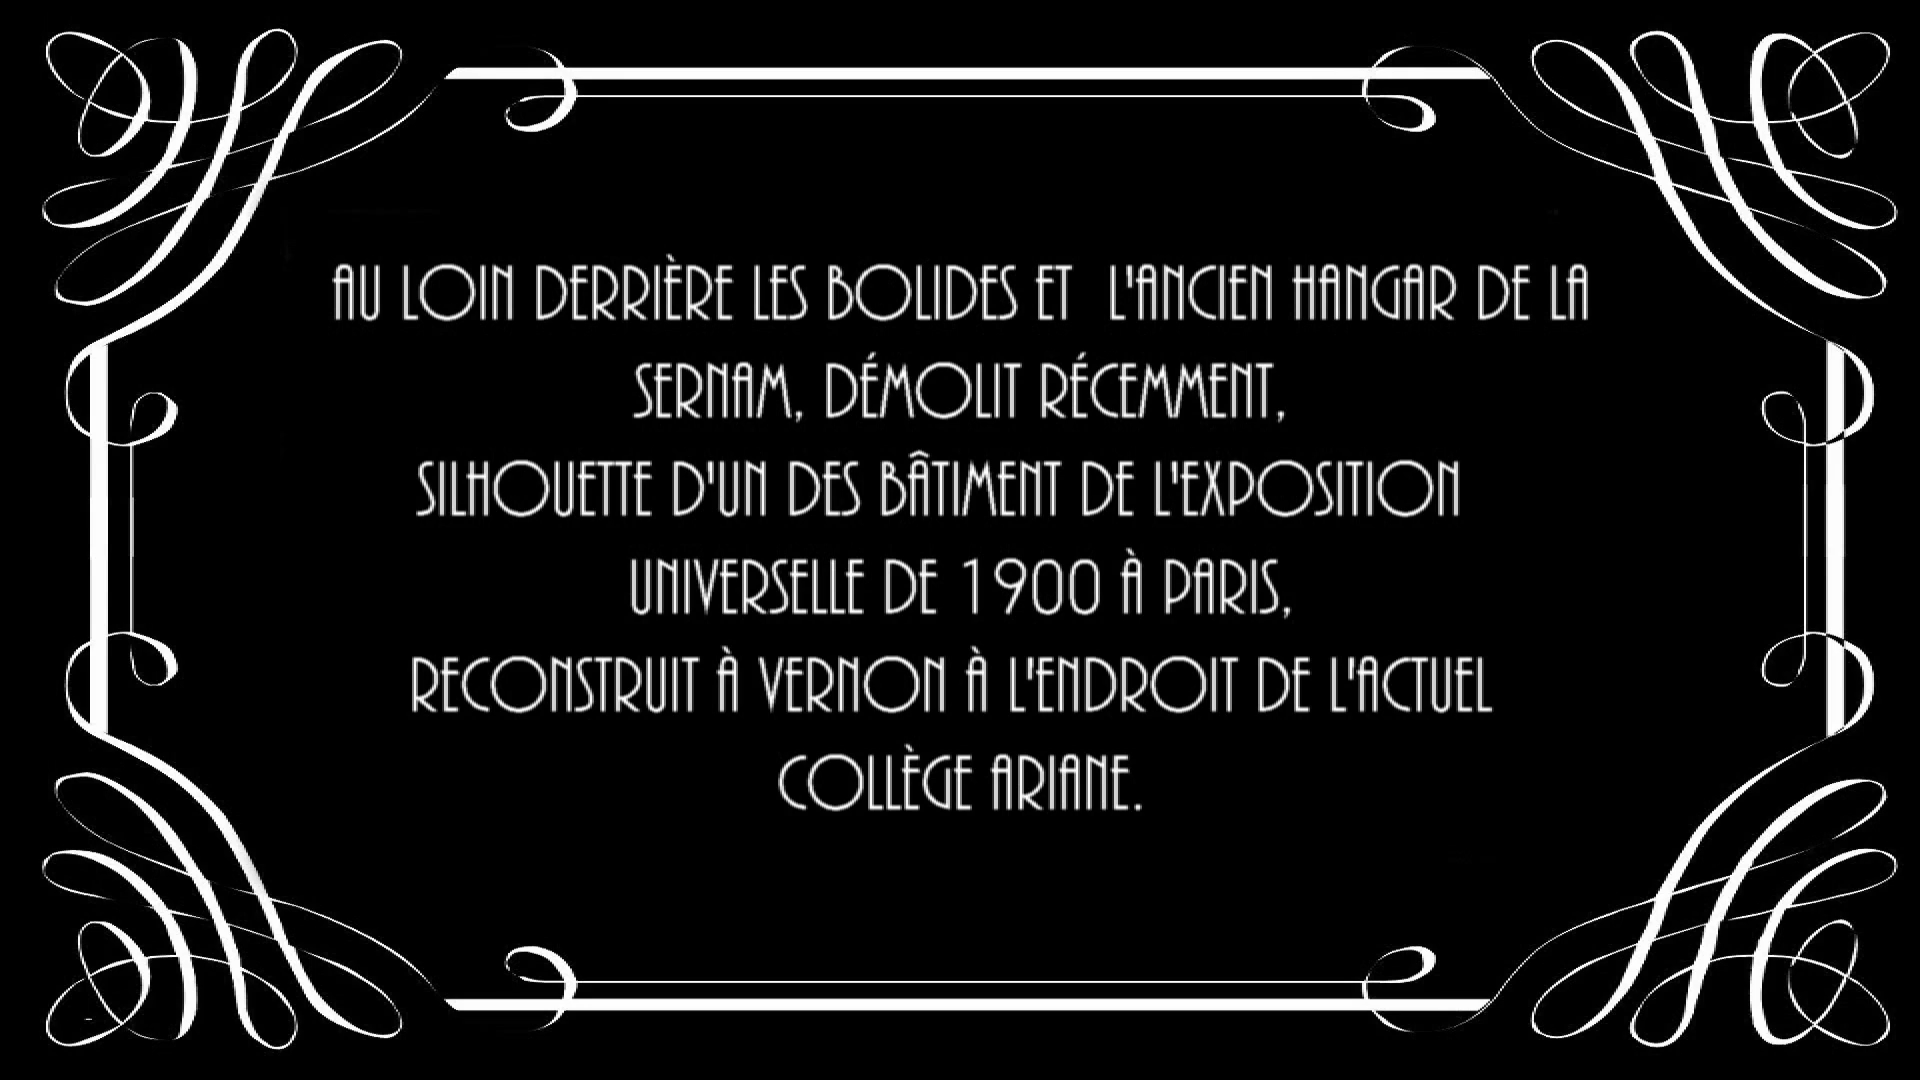 AU LOIN DERRIÈRE LES BOLIDES ET  L'ANCIEN HANGAR DE LA
SERNAM, DÉMOLIT RÉCEMMENT,
SILHOUETTE D'UN DES BÂTIMENT DE L'EXPOSITION
UNIVERSELLE DE 1900 À PARIS,
RECONSTRUIT À VERNON À L'ENDROIT DE L'ACTUEL
COLLÈGE ARIANE.